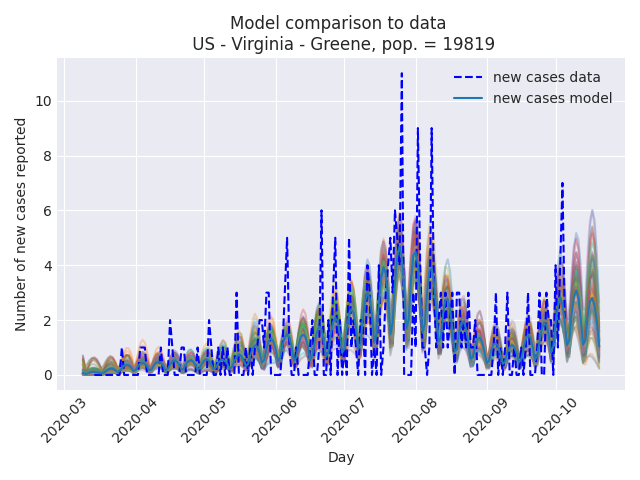 Model comparison to data
US - Virginia - Greene, pop. = 19819
new cases data
new cases model
Number of new cases reported
10
8
6
4
2
0
2020-03
2020-04
2020-05
2020-06
2020-07
2020-08
2020-09
2020-10
Day